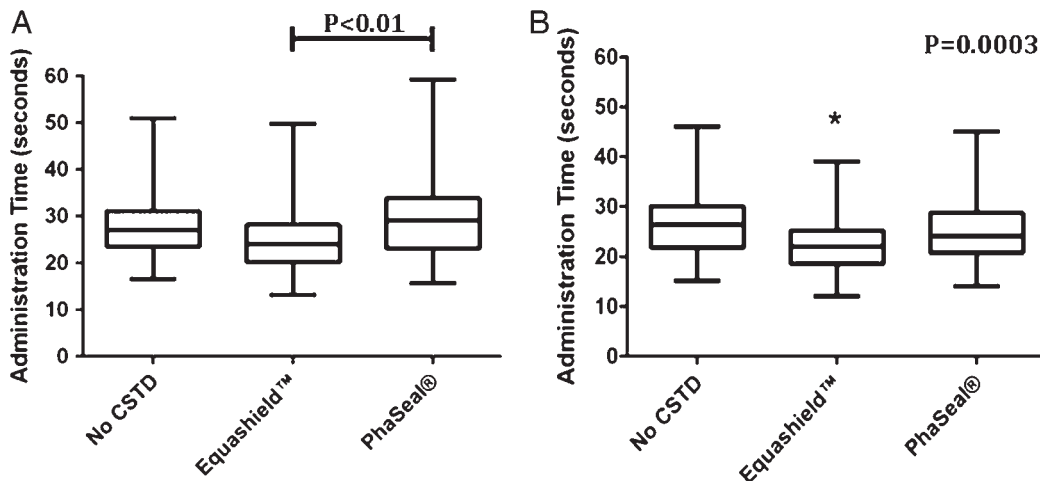 A
P<0.01
Administration Time (seconds)
60
50
40
30
20
10
0
No CSTD
Equashield™
PhaSeal®
B
P=0.0003
Administration Time (seconds)
60
50
40
30
20
10
0
*
No CSTD
Equashield™
PhaSeal®